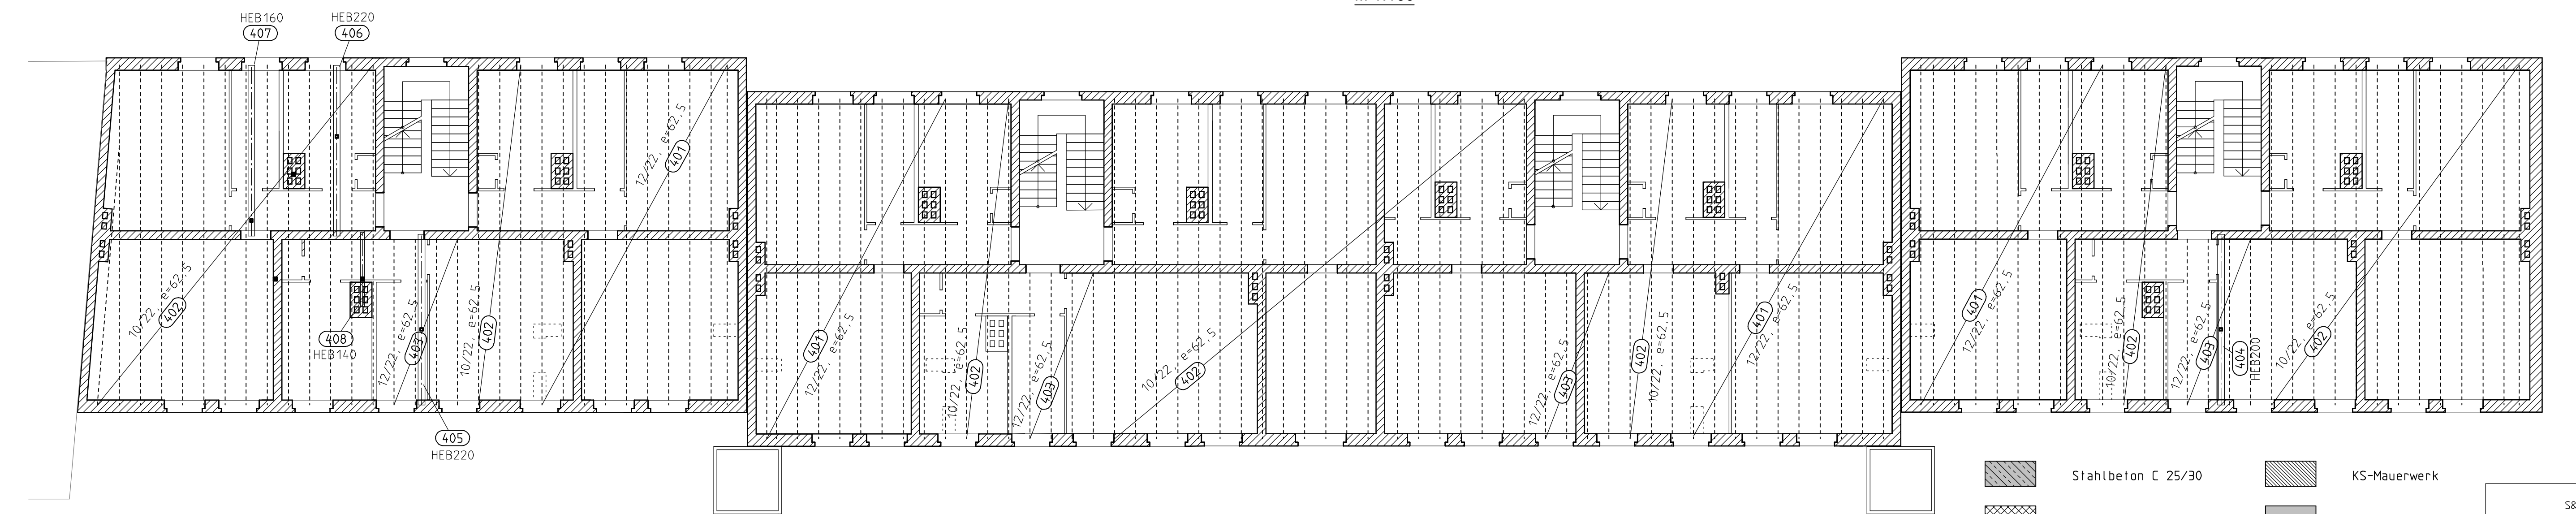 HEB160
407
HEB220
406
12/22, e=62.5
401
10/22, e=62.5
402
408
HEB140
12/22, e=62.5
403
10/22, e=62.5
402
405
HEB220
401
12/22, e=62.5
10/22, e=62.5
402
12/22, e=62.5
403
10/22, e=62.5
402
12/22, e=62.5
403
402
10/22, e=62.5
401
12/22, e=62.5
401
12/22, e=62.5
10/22, e=62.5
402
12/22, e=62.5
403
404
HEB200
10/22, e=62.5
402
Stahlbeton C 25/30
KS-Mauerwerk
S&